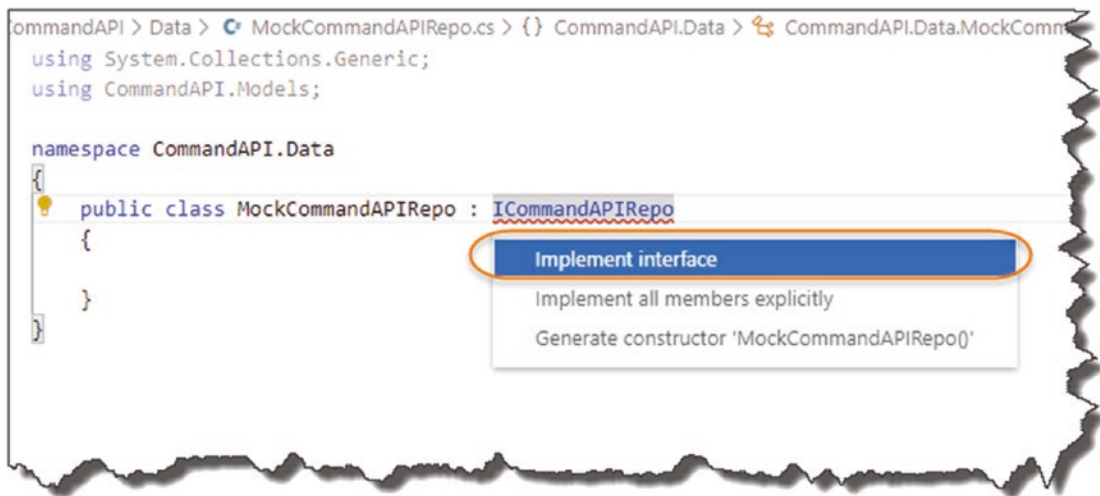 ommandAPI > Data > MockCommandAPIRepo.cs > {} CommandAPI.Data > CommandAPI.Data.MockComm
using System.Collections.Generic;
using CommandAPI.Models;
namespace CommandAPI.Data
{
public class MockCommandAPIRepo : ICommandAPIRepo
{
Implement interface
Implement all members explicitly
}
Generate constructor 'MockCommandAPIRepo()'
}